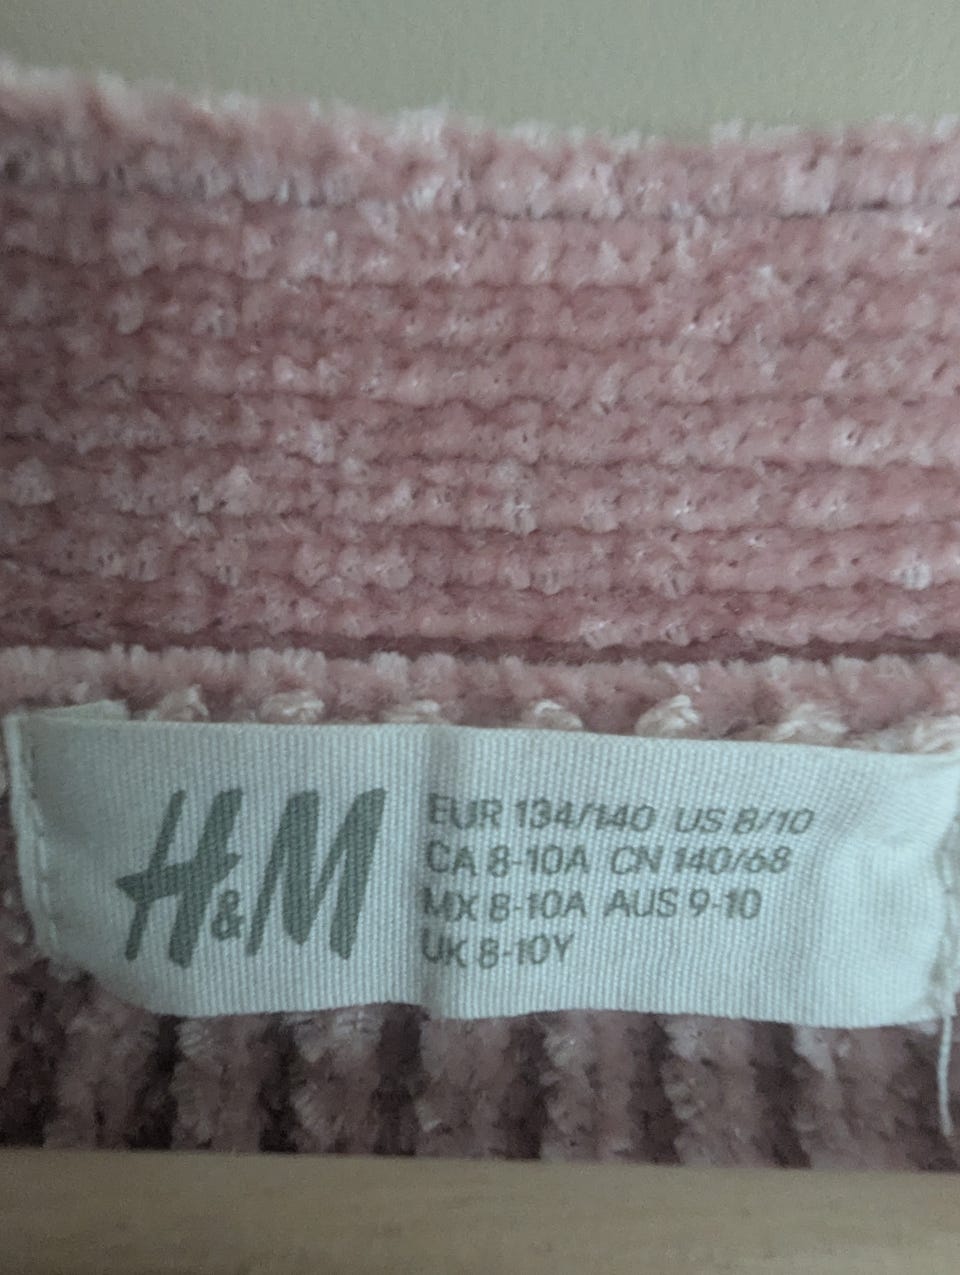 H&M
EUR 134/140 US 8/10
CA 8-10A CN 140/68
MX 8-10A AUS 9-10
UK 8-10Y